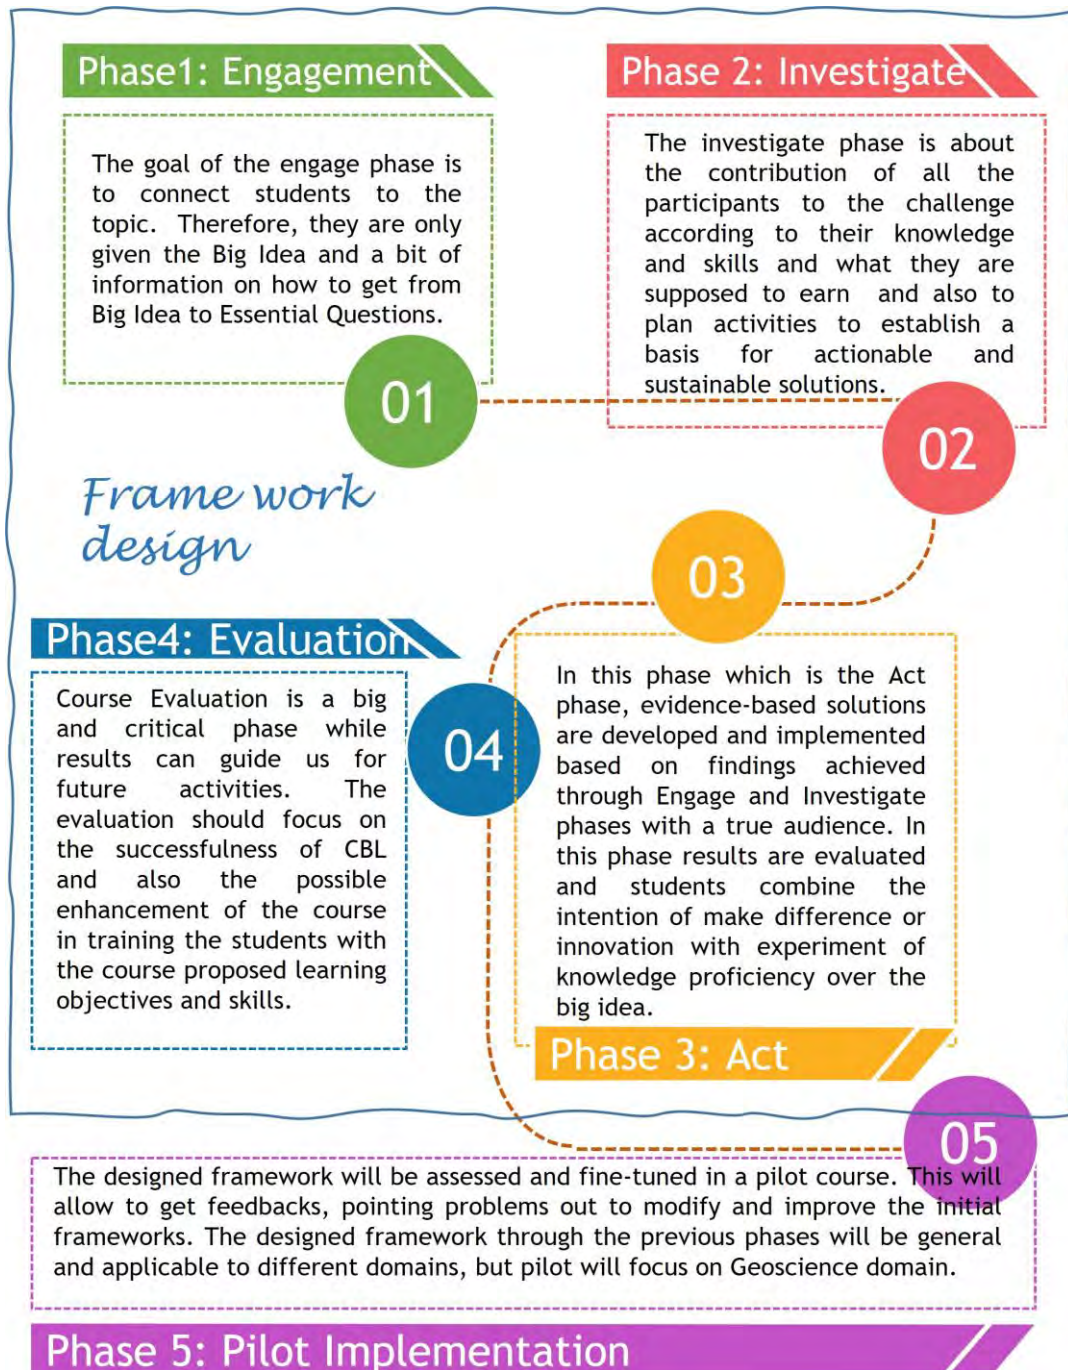 Phase1: Engagement
The goal of the engage phase is
to connect students to the
topic. Therefore, they are only
given the Big Idea and a bit of
information on how to get from
Big Idea to Essential Questions.
01
Phase 2: Investigate
The investigate phase is about
the contribution of all the
participants to the challenge
according to their knowledge
and skills and what they are
supposed to earn and also to
plan activities to establish a
basis for actionable and
sustainable solutions.
02
Frame work
design
03
In this phase which is the Act
phase, evidence-based solutions
are developed and implemented
based on findings achieved
through Engage and Investigate
phases with a true audience. In
this phase results are evaluated
and students combine the
intention of make difference or
innovation with experiment of
knowledge proficiency over the
big idea.
Phase 3: Act
Phase4: Evaluation
Course Evaluation is a big
and critical phase while
results can guide us for
future activities. The
evaluation should focus on
the successfulness of CBL
and also the possible
enhancement of the course
in training the students with
the course proposed learning
objectives and skills.
04
05
The designed framework will be assessed and fine-tuned in a pilot course. This will
allow to get feedbacks, pointing problems out to modify and improve the initial
frameworks. The designed framework through the previous phases will be general
and applicable to different domains, but pilot will focus on Geoscience domain.
Phase 5: Pilot Implementation